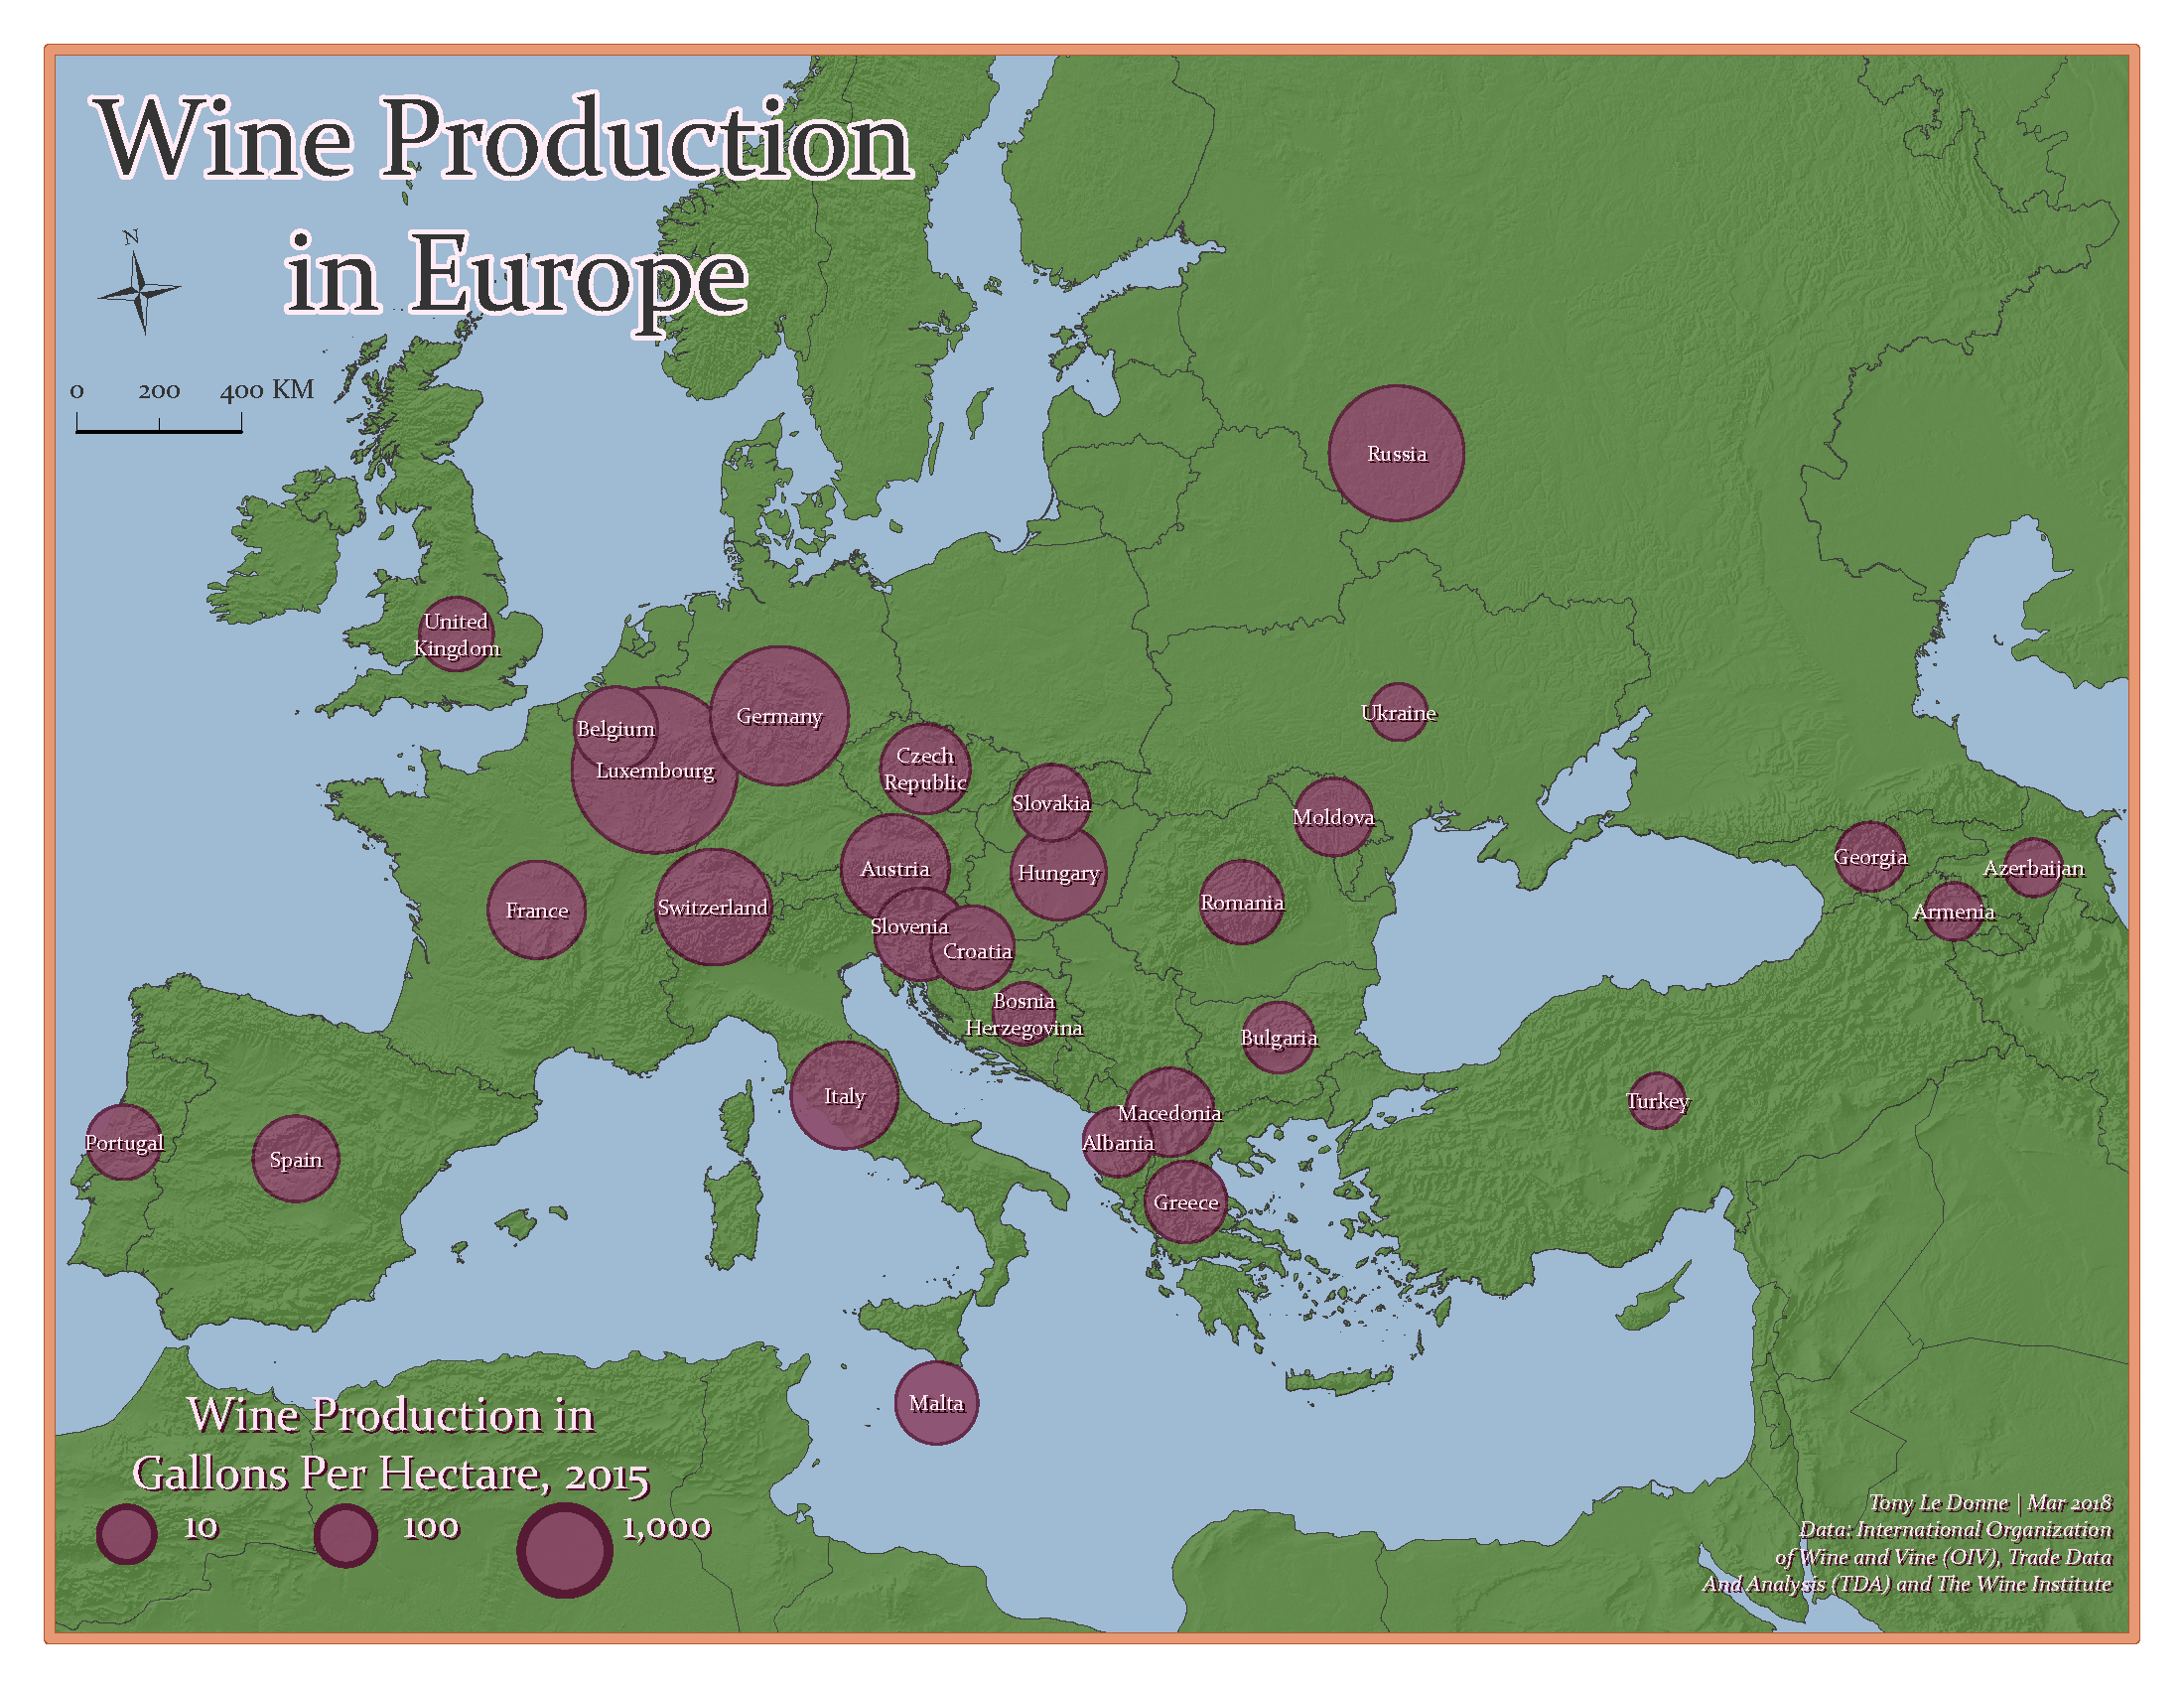 Wine Production
in Europe
N
0 200 400 KM
Russia
United
Kingdom
Germany
Belgium
Luxembourg
Ukraine
Czech
Republic
Slovakia
Moldova
Austria
Hungary
Georgia
Azerbaijan
France
Switzerland
Romania
Armenia
Slovenia
Croatia
Bosnia
Herzegovina
Bulgaria
Italy
Turkey
Macedonia
Portugal
Albania
Spain
Greece
Malta
Wine Production in
Gallons Per Hectare, 2015
10 100 1,000
Tony Le Donne | Mar 2018
Data: International Organization
of Wine and Vine (OIV), Trade Data
And Analysis (TDA) and The Wine Institute